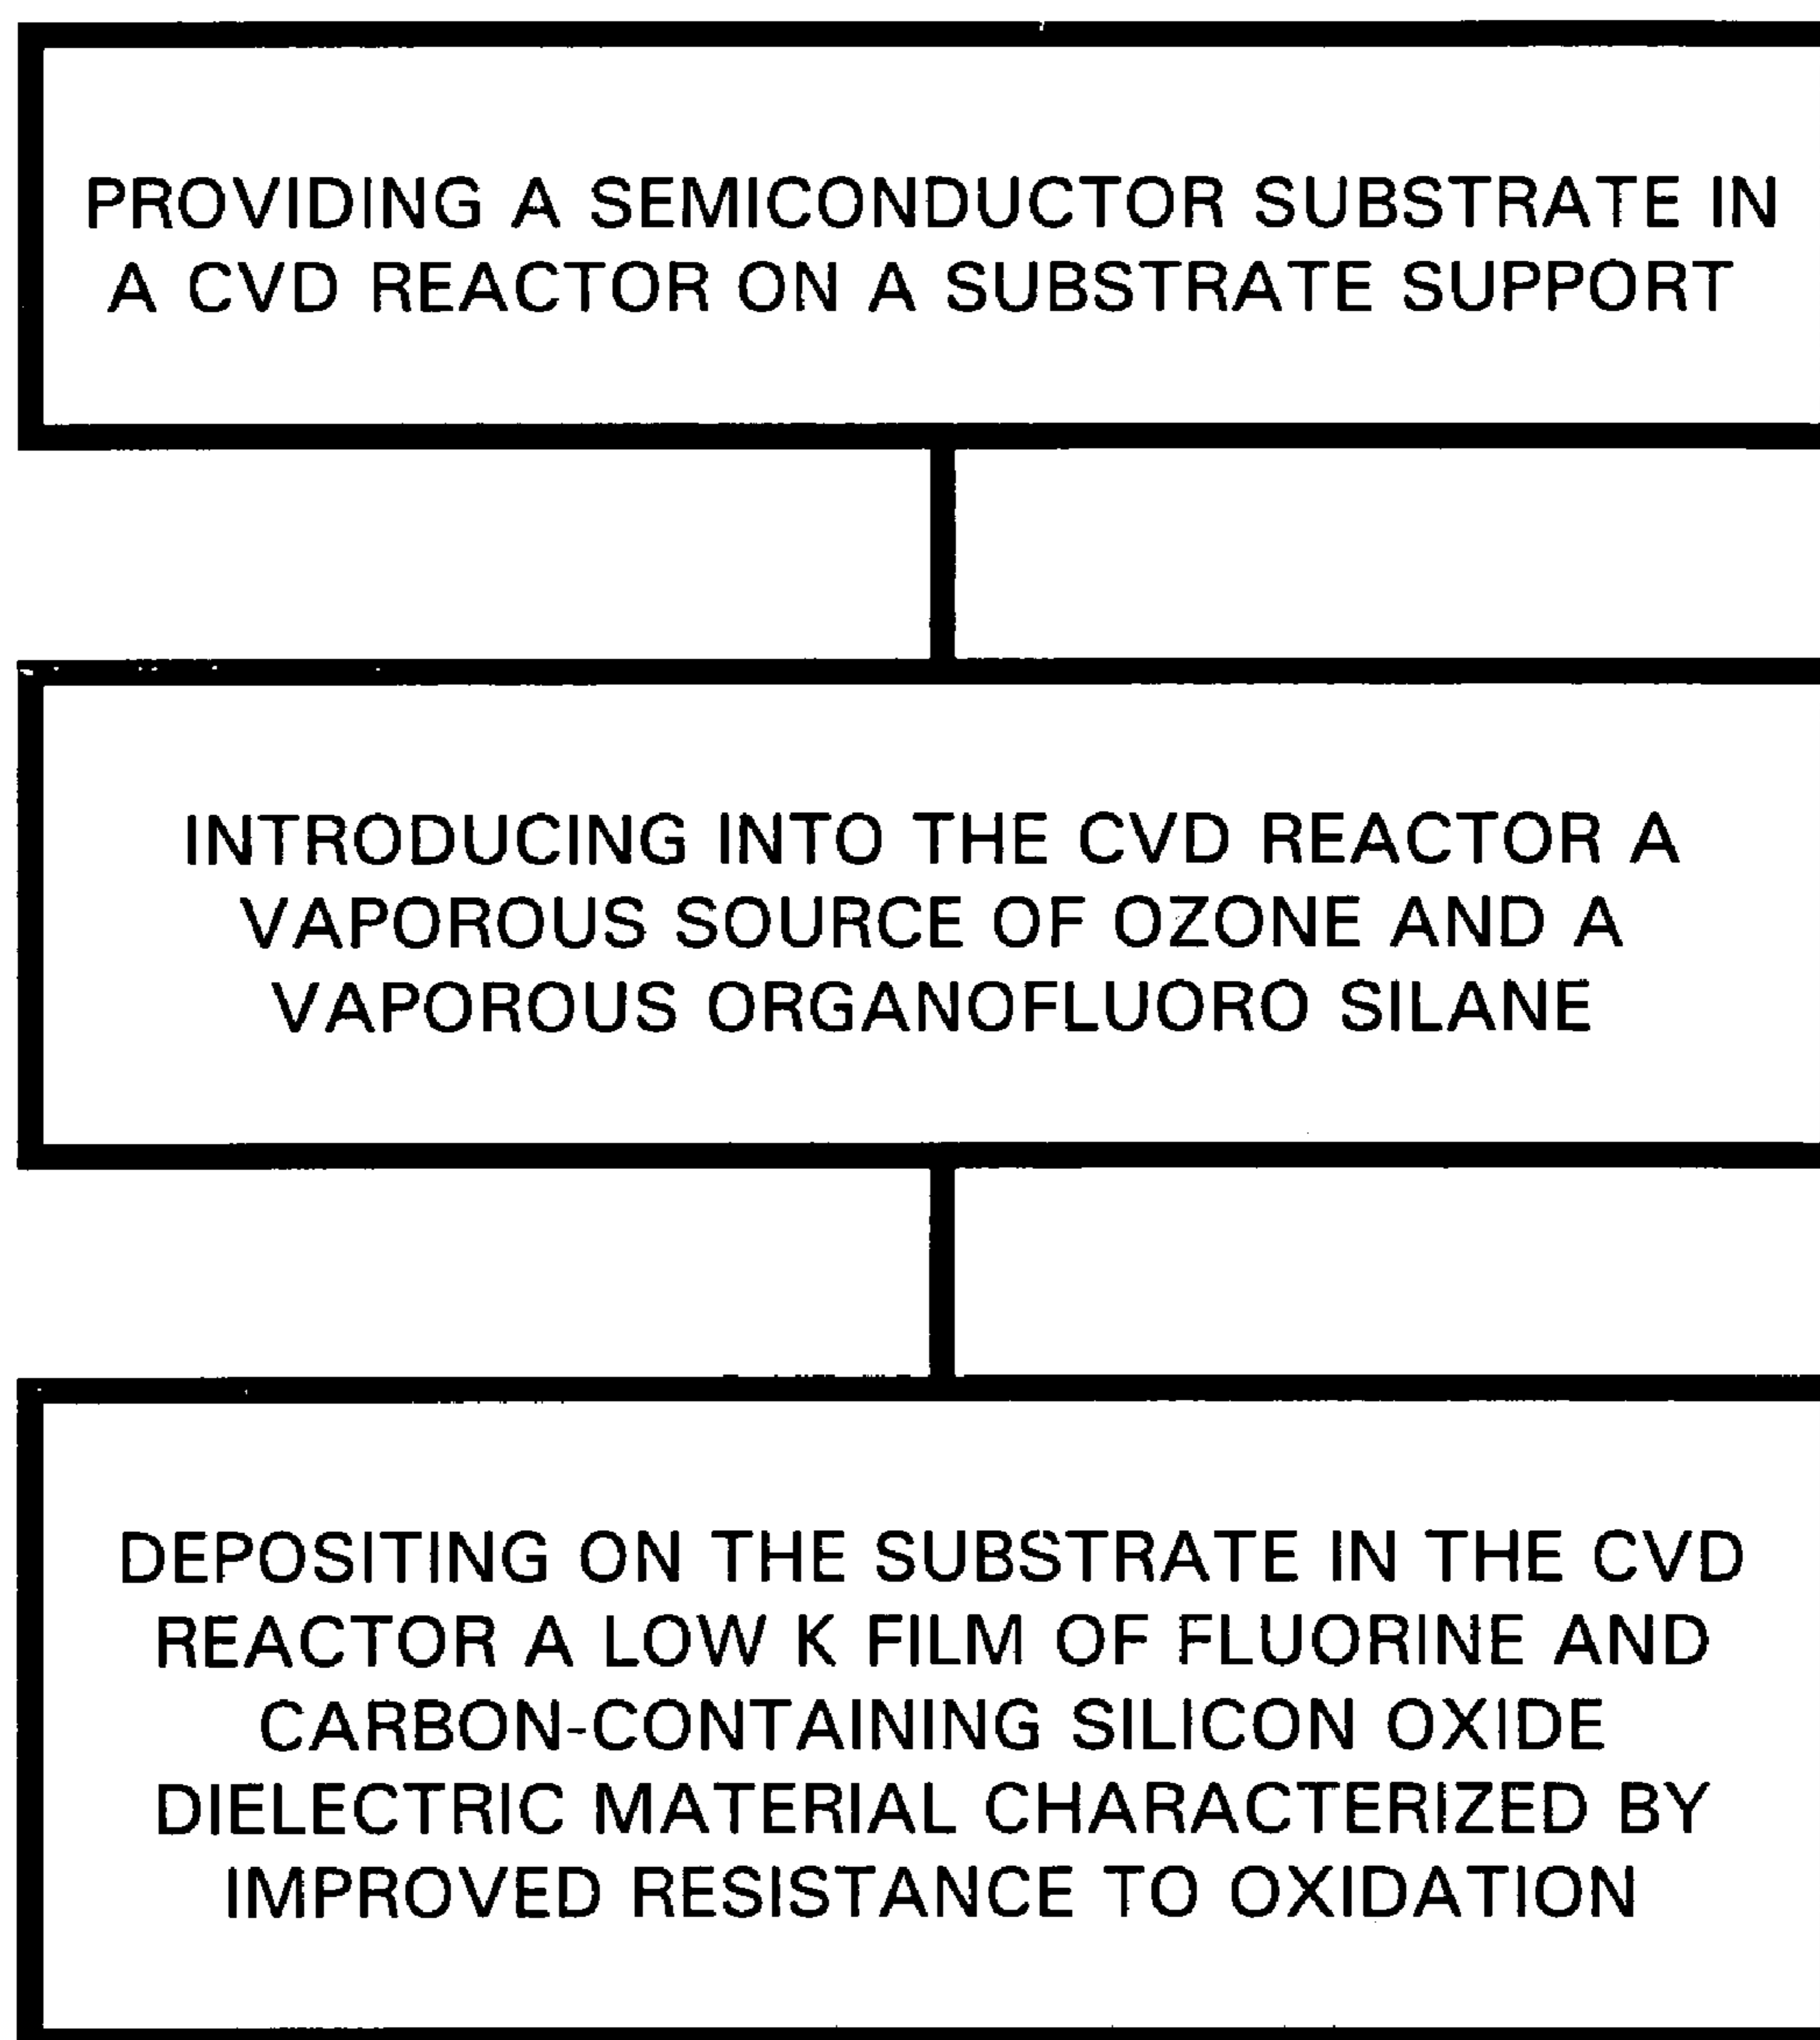 PROVIDING A SEMICONDUCTOR SUBSTRATE IN
A CVD REACTOR ON A SUBSTRATE SUPPORT
INTRODUCING INTO THE CVD REACTOR A
VAPOROUS SOURCE OF OZONE AND A
VAPOROUS ORGANOFLUORO SILANE
DEPOSITING ON THE SUBSTRATE IN THE CVD
REACTOR A LOW K FILM OF FLUORINE AND
CARBON-CONTAINING SILICON OXIDE
DIELECTRIC MATERIAL CHARACTERIZED BY
IMPROVED RESISTANCE TO OXIDATION